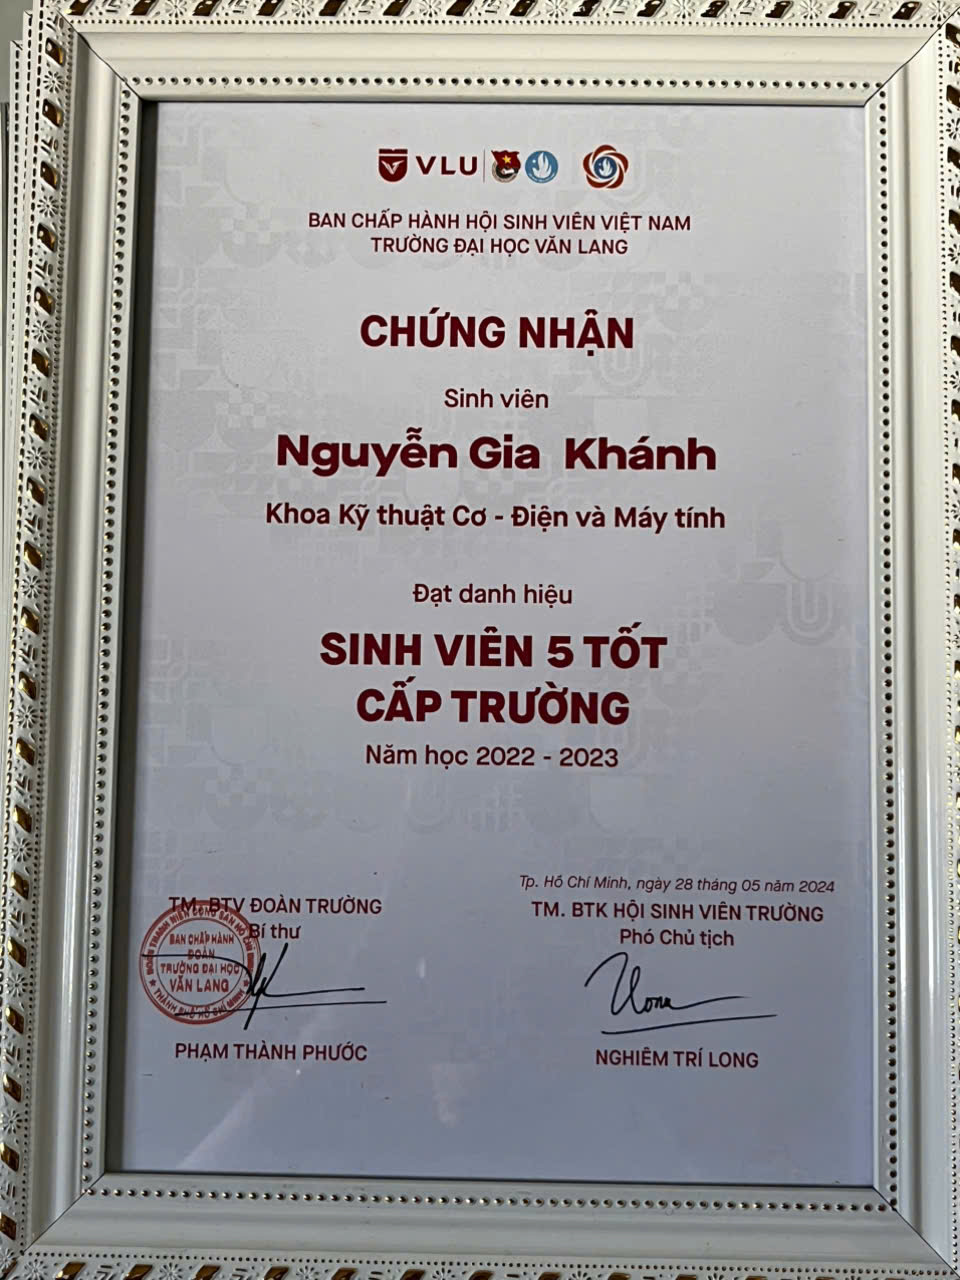 VLU
BAN CHẤP HÀNH HỘI SINH VIÊN VIỆT NAM
TRƯỜNG ĐẠI HỌC VĂN LANG
CHỨNG NHẬN
Sinh viên
Nguyễn Gia Khánh
Khoa Kỹ thuật Cơ - Điện và Máy tính
Đạt danh hiệu
SINH VIÊN 5 TỐT
CẤP TRƯỜNG
Năm học 2022 - 2023
TM. BTV ĐOÀN TRƯỜNG
Bí thư
BAN CHẤP HÀNH
ĐOÀN
TRƯỜNG ĐẠI HỌC
VĂN LANG
PHẠM THÀNH PHƯỚC
Tp. Hồ Chí Minh, ngày 28 tháng 05 năm 2024
TM. BTK HỘI SINH VIÊN TRƯỜNG
Phó Chủ tịch
NGHIÊM TRÍ LONG